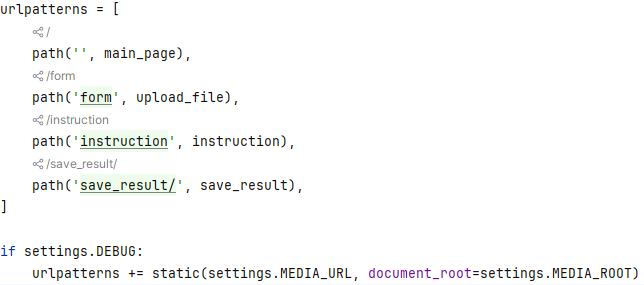 urlpatterns = [
/
path('', main_page),
/form
path('form', upload_file),
/instruction
path('instruction', instruction),
/save_result/
path('save_result/', save_result),
]
if settings.DEBUG:
urlpatterns += static(settings.MEDIA_URL, document_root=settings.MEDIA_ROOT)